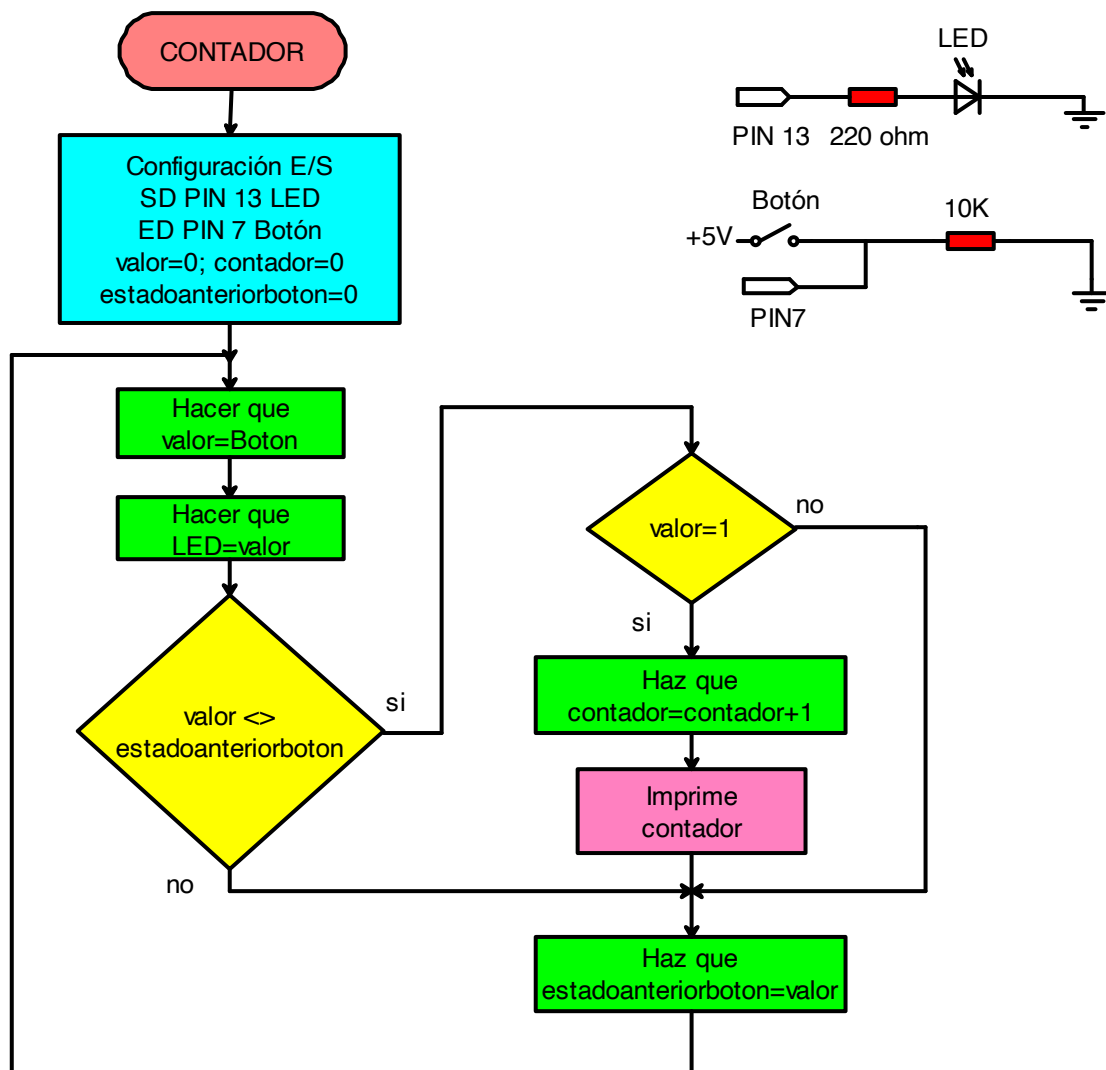 CONTADOR
Configuración E/S
SD PIN 13 LED
ED PIN 7 Botón
valor=0; contador=0
estadoanteriorboton=0
Hacer que
valor=Boton
Hacer que
LED=valor
valor <>
estadoanteriorboton
si
no
valor=1
no
si
Haz que
contador=contador+1
Imprime
contador
Haz que
estadoanteriorboton=valor
LED
PIN 13
220 ohm
Botón
10K
+5V
PIN7